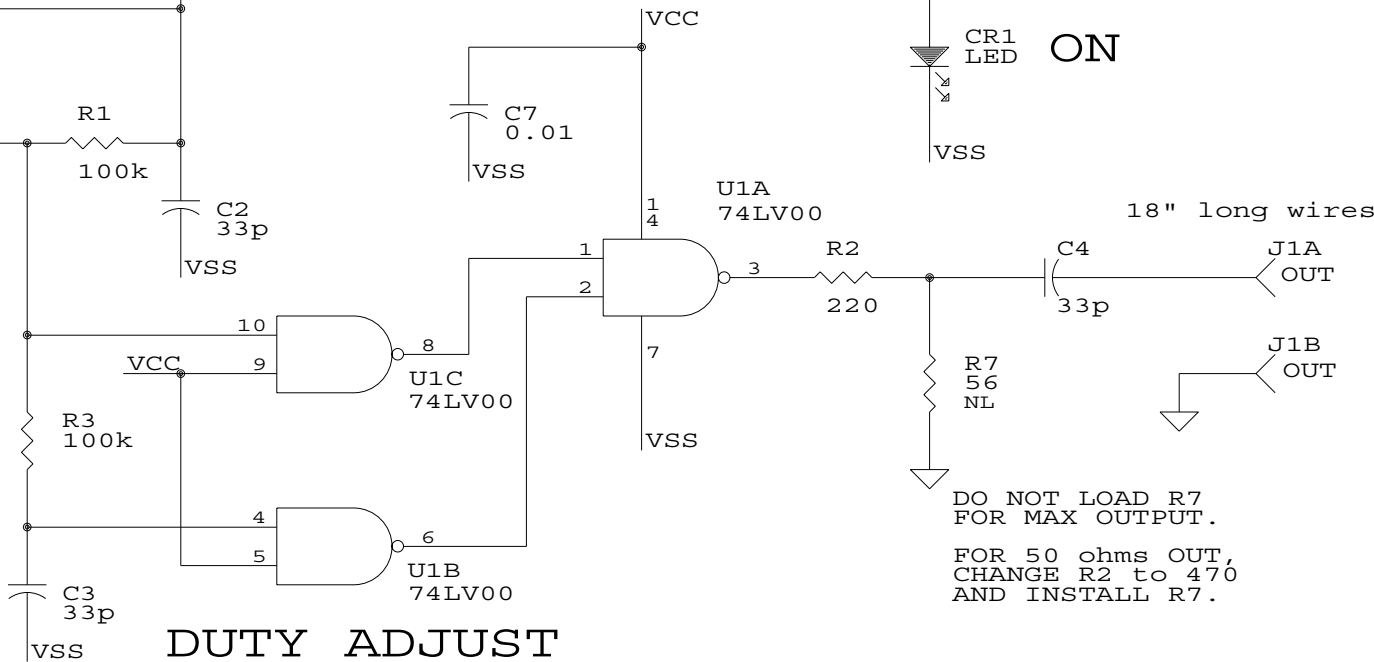 VCC
CR1
LED
ON
R1
100k
C7
0.01
VSS
VSS
C2
33p
VSS
U1A
74LV00
1
4
18" long wires
1
2
3
R2
220
C4
33p
J1A
OUT
10
VCC
9
8
U1C
74LV00
7
VSS
R7
56
NL
J1B
OUT
R3
100k
4
5
6
U1B
74LV00
DO NOT LOAD R7
FOR MAX OUTPUT.
FOR 50 ohms OUT,
CHANGE R2 to 470
AND INSTALL R7.
C3
33p
VSS
DUTY ADJUST